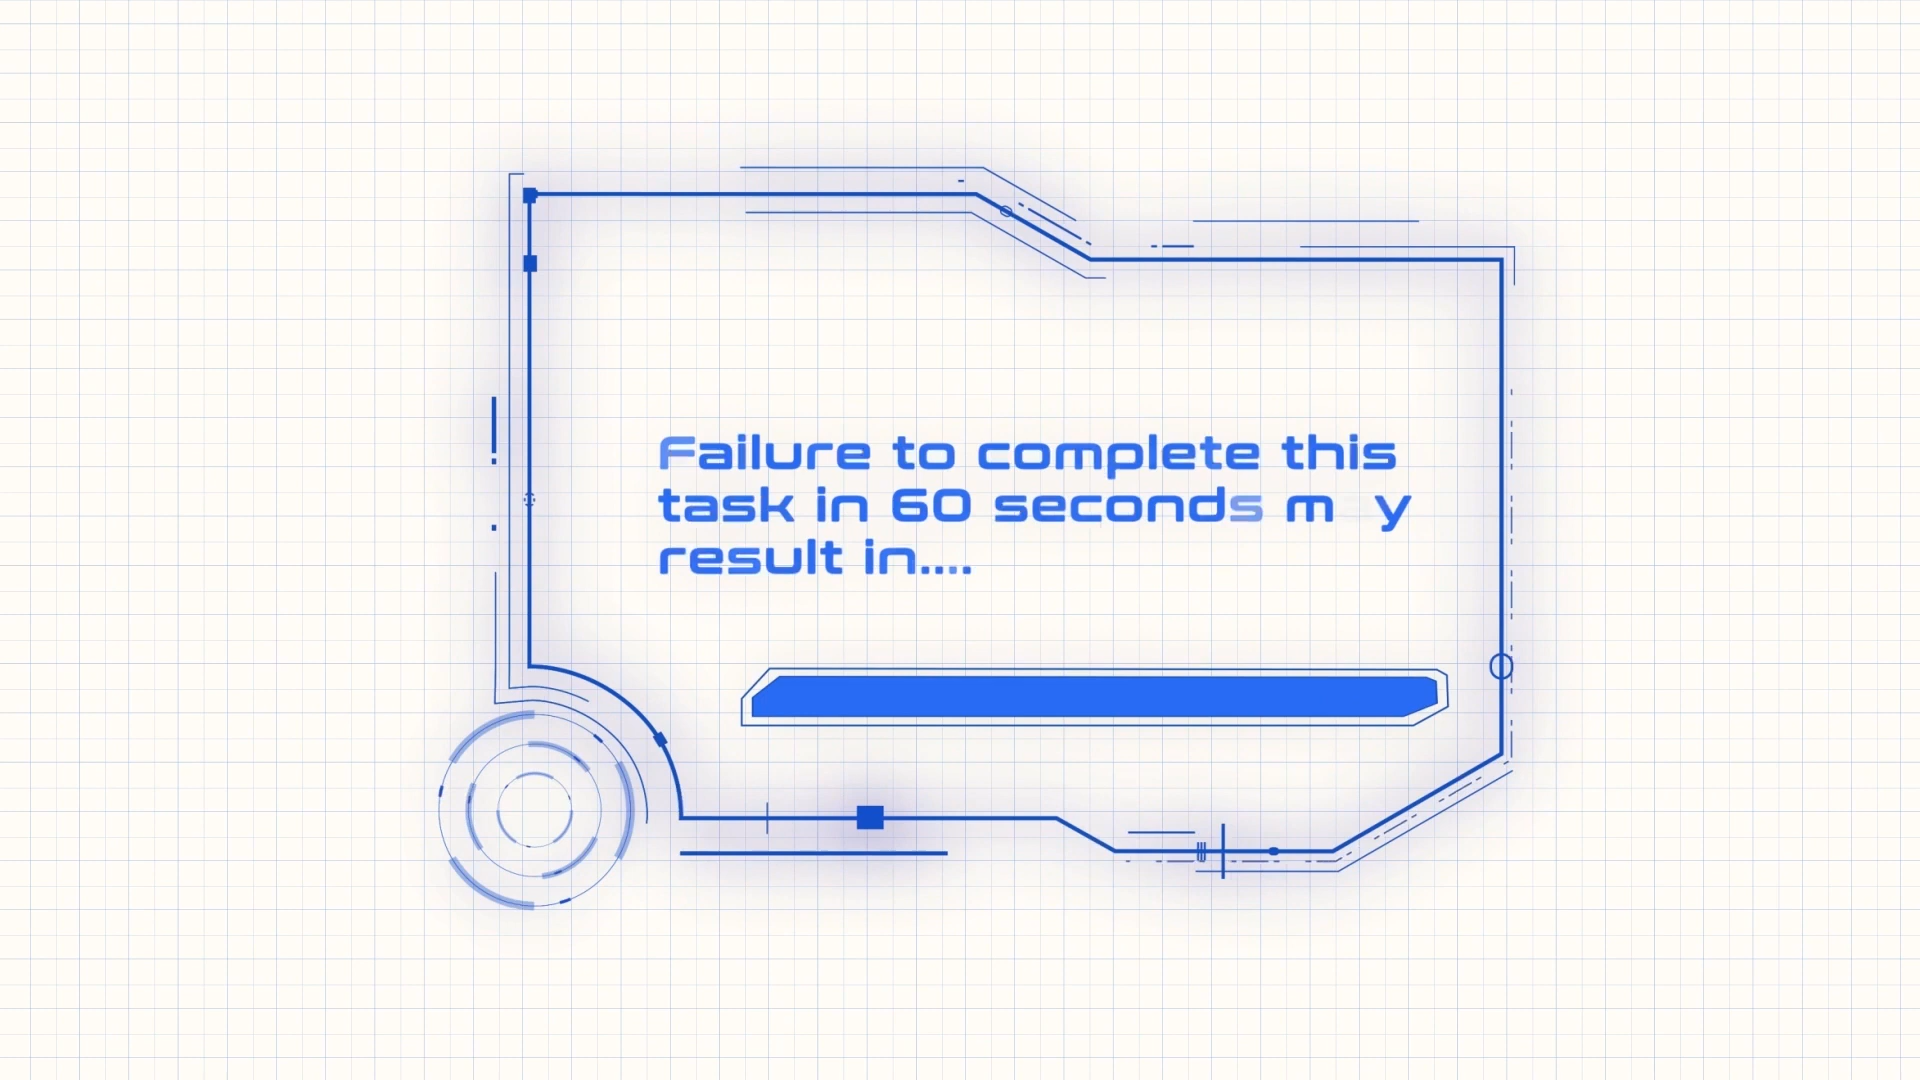 Failure to complete this
task in 60 seconds m y
result in....